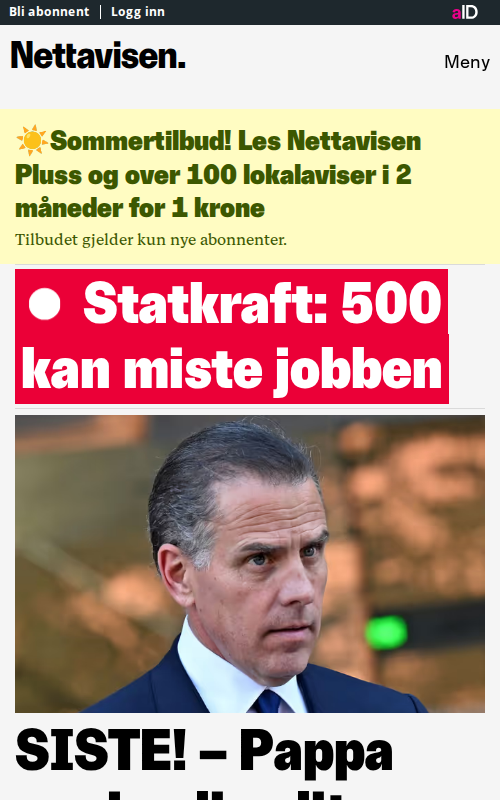 Bli abonnent | Logg inn
aID
Nettavisen.
Meny
☀️Sommertilbud! Les Nettavisen
Pluss og over 100 lokalaviser i 2
måneder for 1 krone
Tilbudet gjelder kun nye abonnenter.
Statkraft: 500
kan miste jobben
SISTE! – Pappa